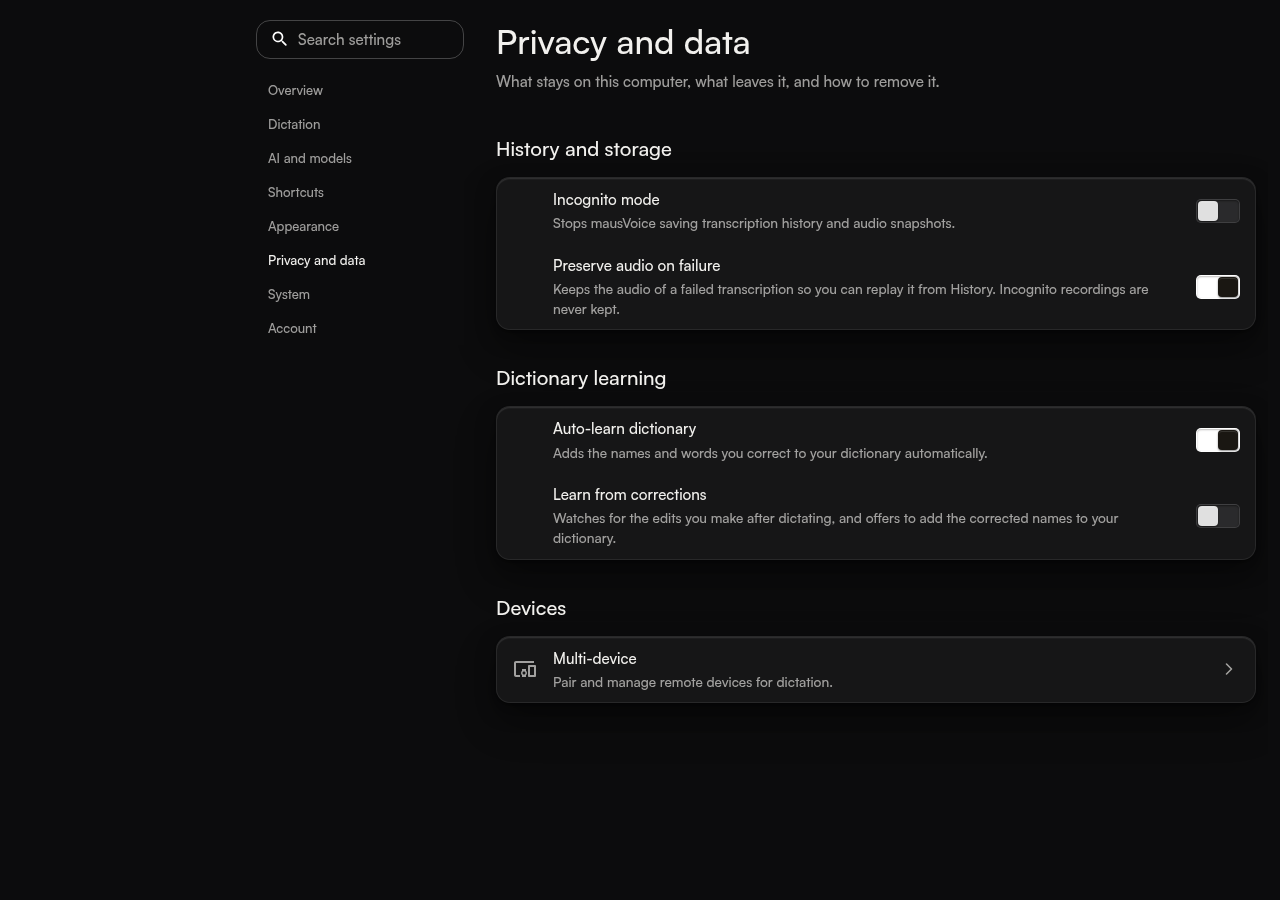 Search settings
Overview
Dictation
AI and models
Shortcuts
Appearance
Privacy and data
System
Account
Privacy and data
What stays on this computer, what leaves it, and how to remove it.
History and storage
Incognito mode
Stops mausVoice saving transcription history and audio snapshots.
Preserve audio on failure
Keeps the audio of a failed transcription so you can replay it from History. Incognito recordings are
never kept.
Dictionary learning
Auto-learn dictionary
Adds the names and words you correct to your dictionary automatically.
Learn from corrections
Watches for the edits you make after dictating, and offers to add the corrected names to your
dictionary.
Devices
Multi-device
Pair and manage remote devices for dictation.